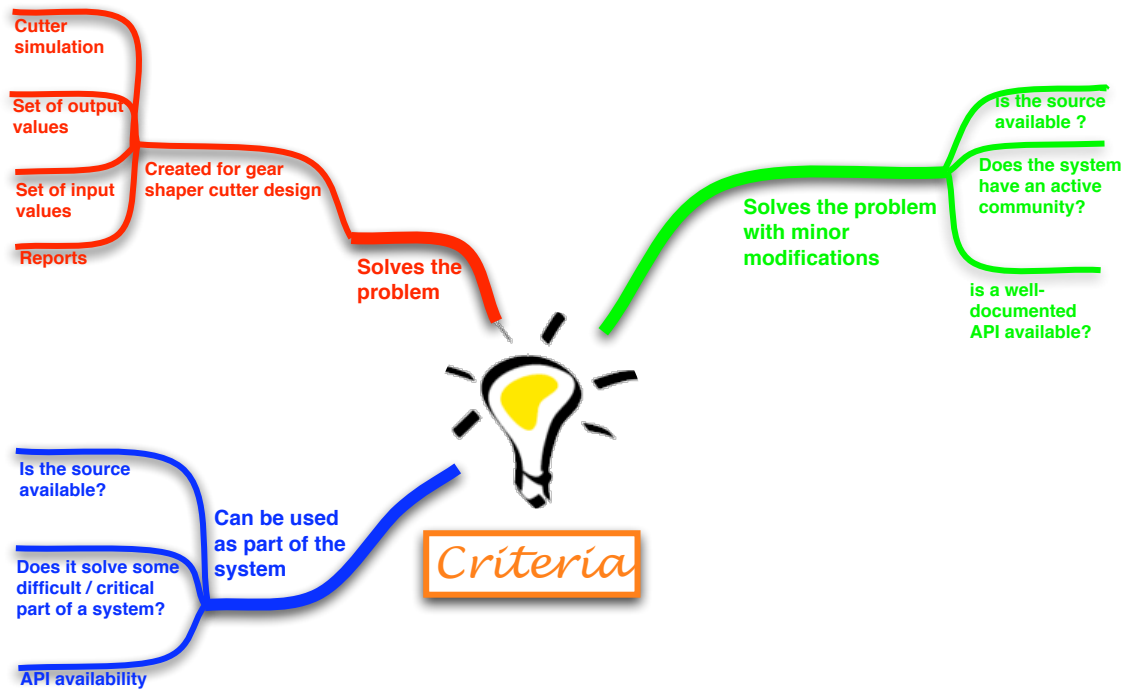 Cutter
simulation
Set of output
values
Set of input
values
Reports
Created for gear
shaper cutter design
Solves the
problem
Is the source
available ?
Does the system
have an active
community?
is a well-
documented
API available?
Solves the problem
with minor
modifications
Is the source
available?
Does it solve some
difficult / critical
part of a system?
API availability
Can be used
as part of the
system
Criteria